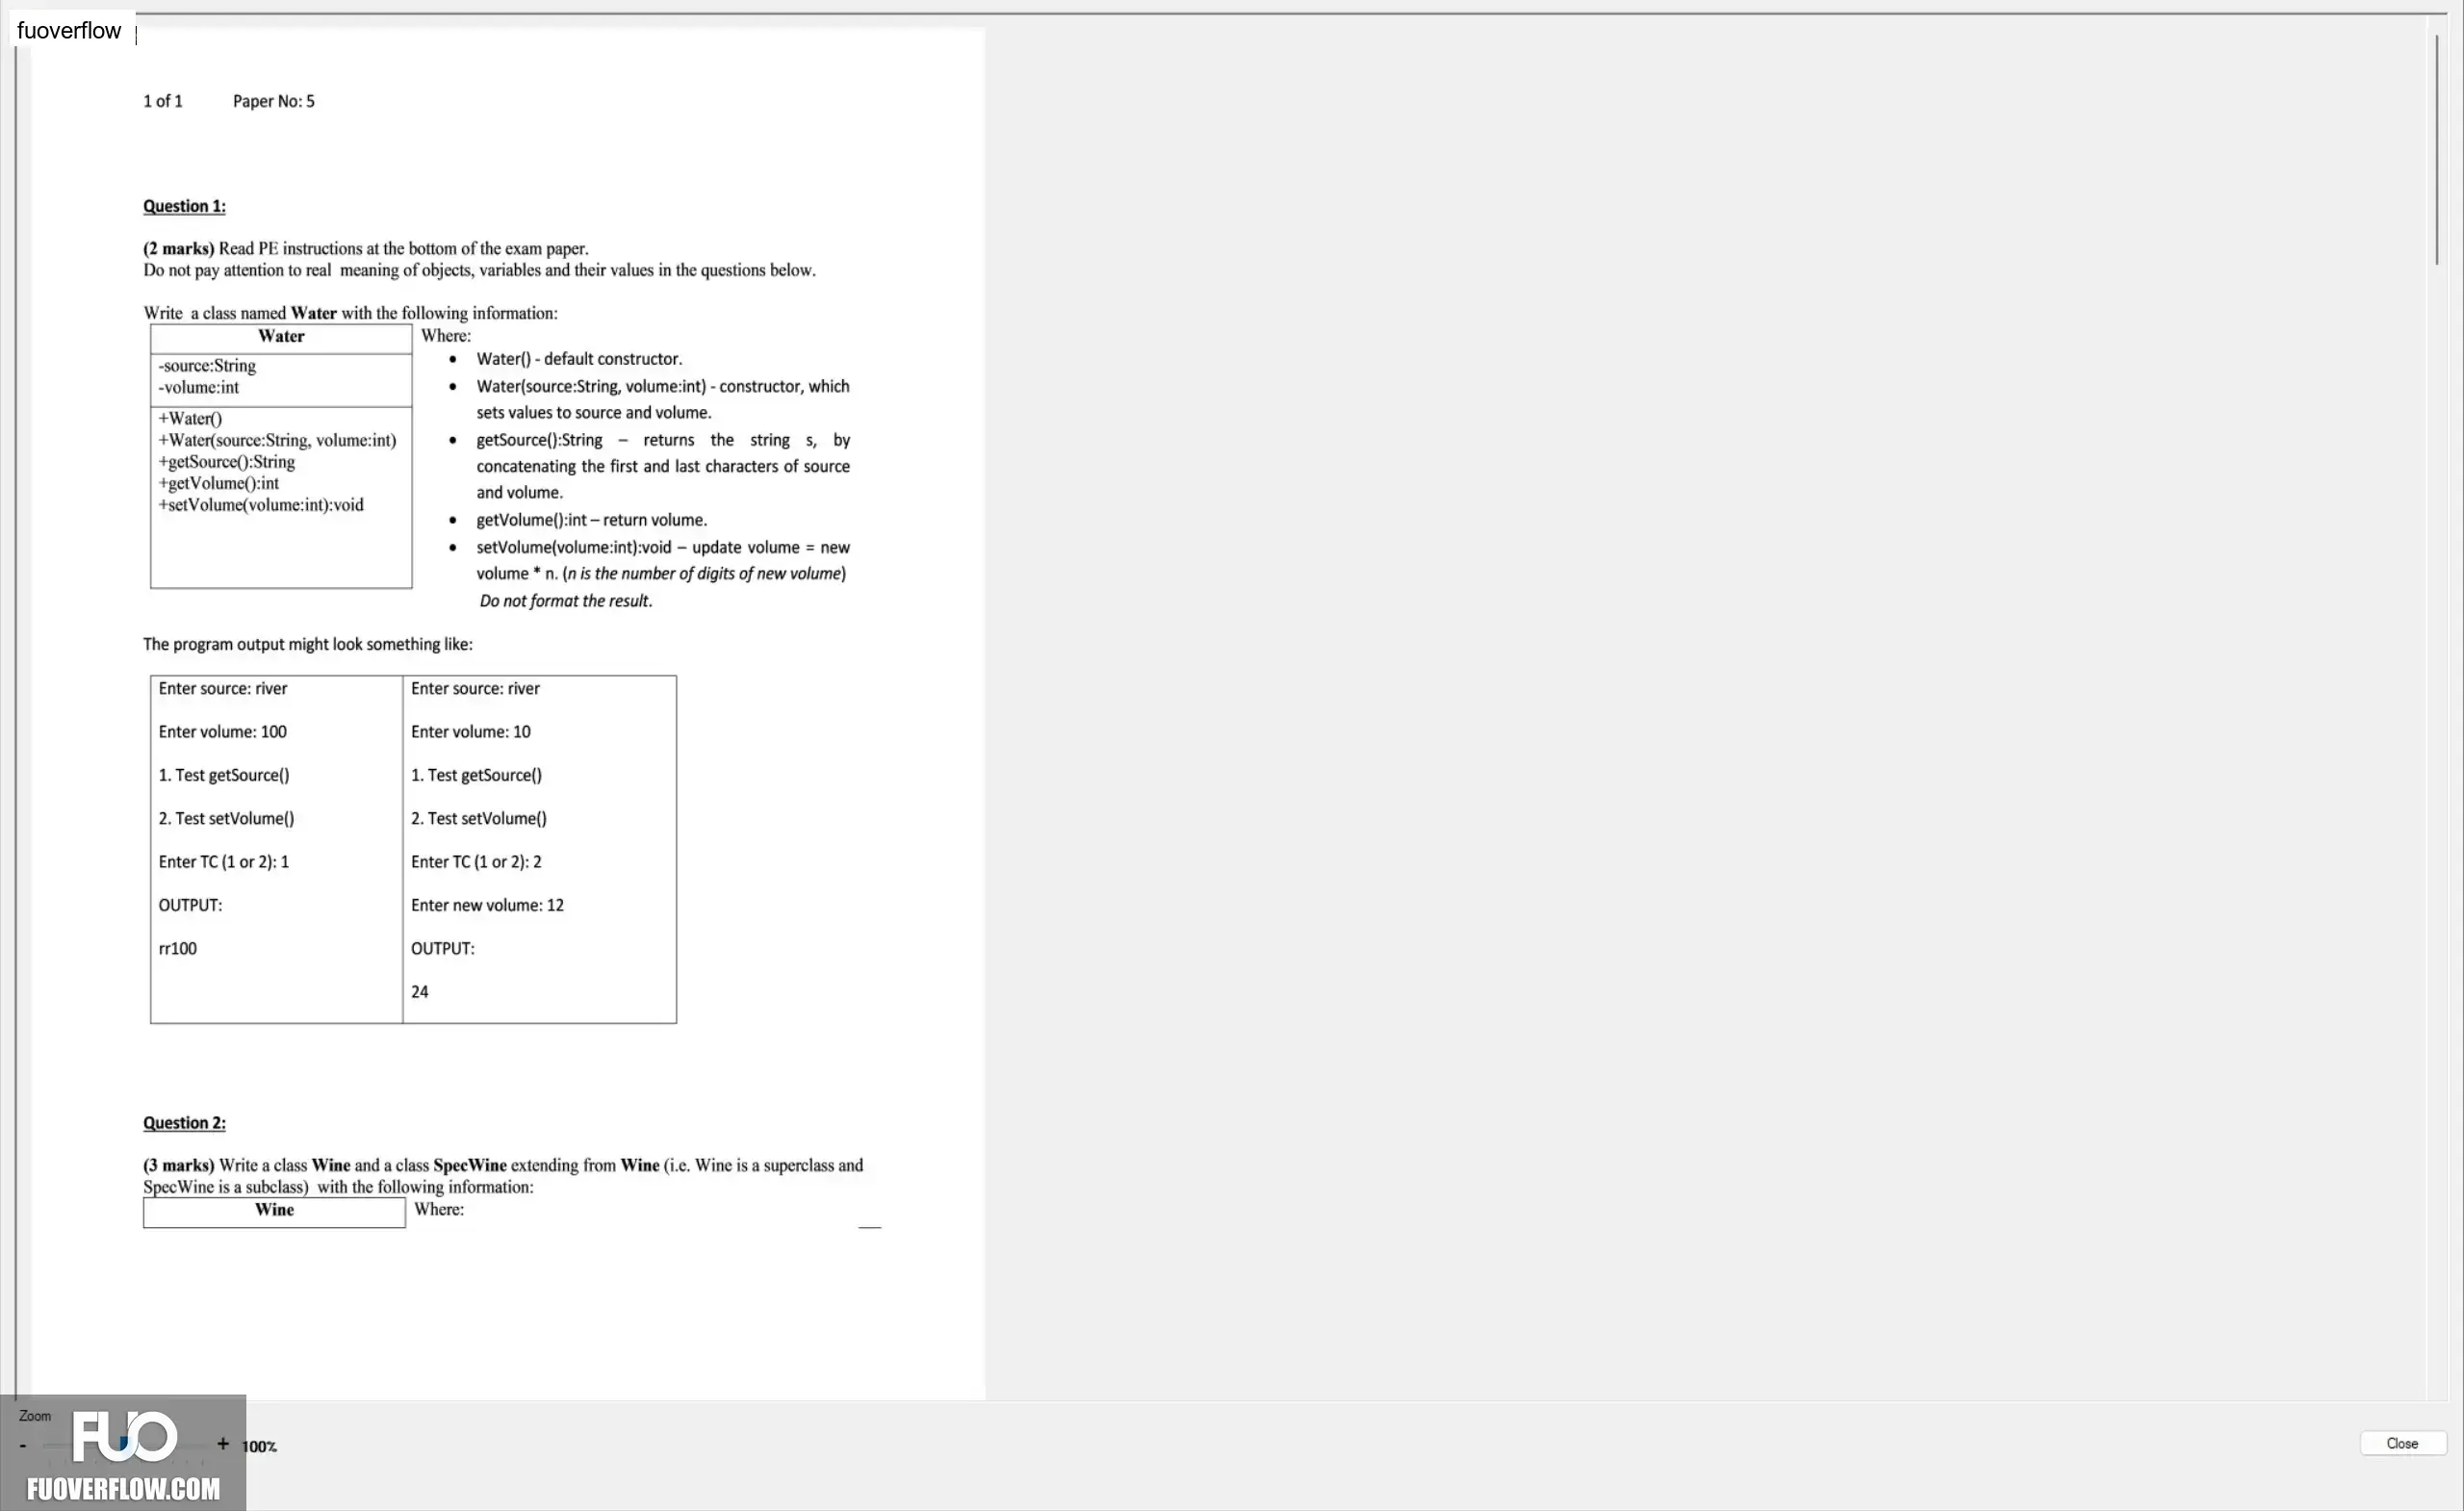 fuoverflow
1 of 1 Paper No: 5
Question 1:
(2 marks) Read PE instructions at the bottom of the exam paper.
Do not pay attention to real meaning of objects, variables and their values in the questions below.
Write a class named Water with the following information:
Water
-source:String
-volume:int
+Water()
+Water(source:String, volume:int)
+getSource():String
+getVolume():int
+setVolume(volume:int):void
Where:
• Water() - default constructor.
• Water(source:String, volume:int) - constructor, which
sets values to source and volume.
• getSource():String – returns the string s, by
concatenating the first and last characters of source
and volume.
• getVolume():int – return volume.
• setVolume(volume:int):void – update volume = new
volume * n. (n is the number of digits of new volume)
Do not format the result.
The program output might look something like:
Enter source: river
Enter volume: 100
1. Test getSource()
2. Test setVolume()
Enter TC (1 or 2): 1
OUTPUT:
rr100
Enter source: river
Enter volume: 10
1. Test getSource()
2. Test setVolume()
Enter TC (1 or 2): 2
Enter new volume: 12
OUTPUT:
24
Question 2:
(3 marks) Write a class Wine and a class SpecWine extending from Wine (i.e. Wine is a superclass and
SpecWine is a subclass) with the following information:
Wine
Where:
Zoom
- + 100%
FUO
FUOVERFLOW.COM
Close